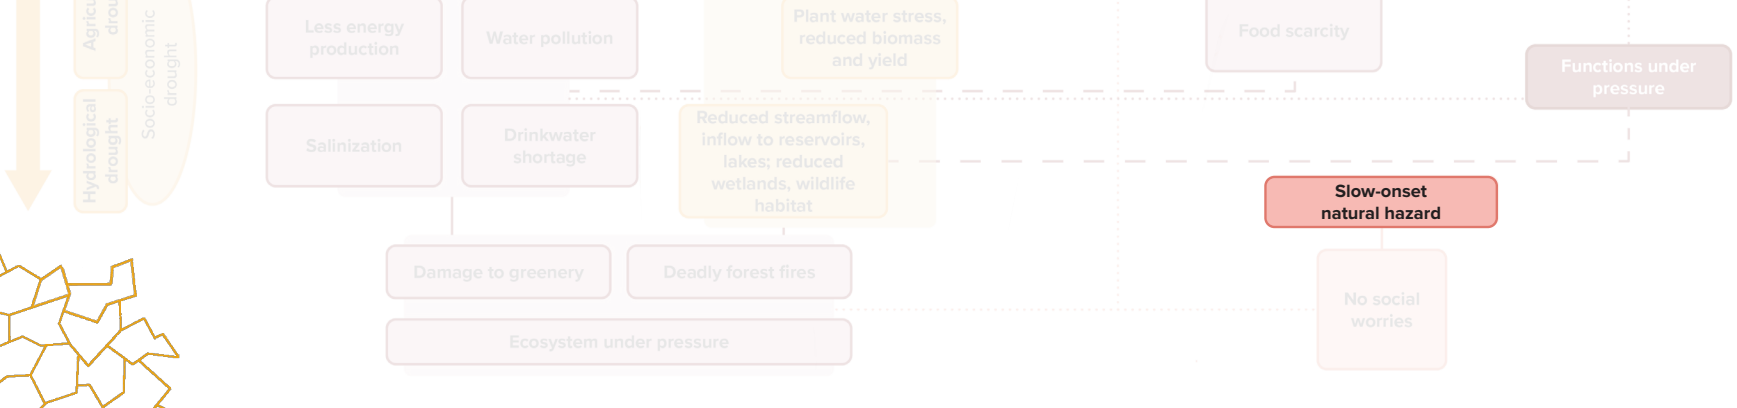 Agricu
drou
Socio-economic
drought
Hydrological
drought
Less energy
production
Water pollution
Salinization
Drinkwater
shortage
Plant water stress,
reduced biomass
and yield
Reduced streamflow,
inflow to reservoirs,
lakes; reduced
wetlands, wildlife
habitat
Damage to greenery
Deadly forest fires
Ecosystem under pressure
Food scarcity
Functions under
pressure
Slow-onset
natural hazard
No social
worries